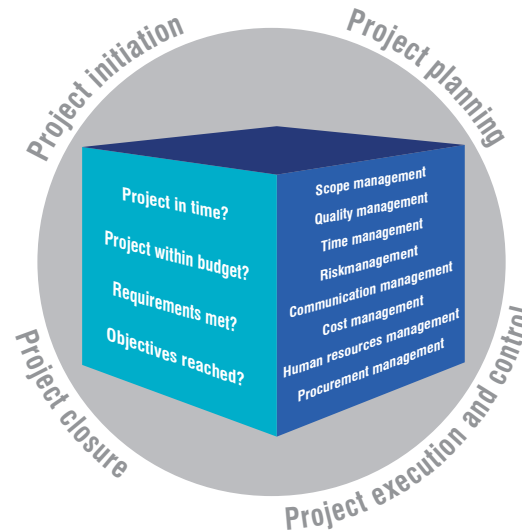 Project initiation
Project planning
Project in time?
Project within budget?
Requirements met?
Objectives reached?
Scope management
Quality management
Time management
Riskmanagement
Communication management
Cost management
Human resources management
Procurement management
Project closure
Project execution and control